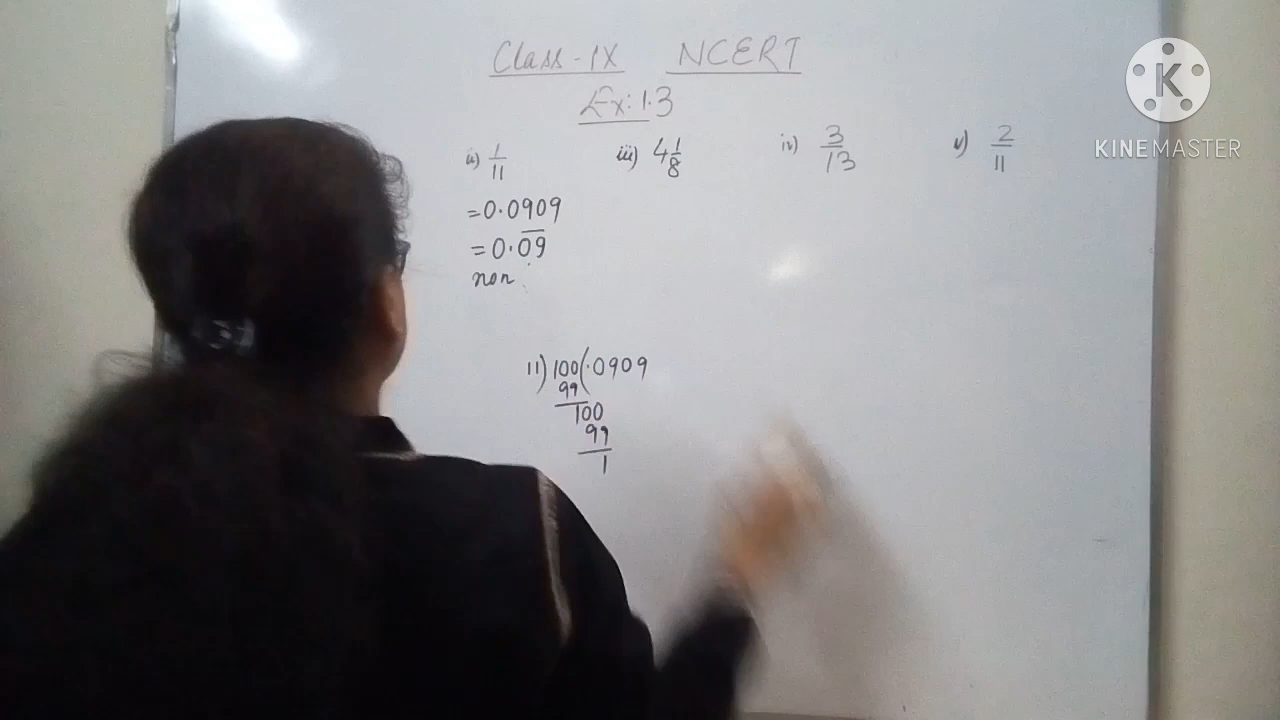 Class-IX NCERT
Ex: 1.3
ii) 1/11 iii) 4 1/8 iv) 3/13 v) 2/11
= 0.0909
= 0.0̅9̅
non
11)100(.0909
99
100
99
1
K
KINEMASTER